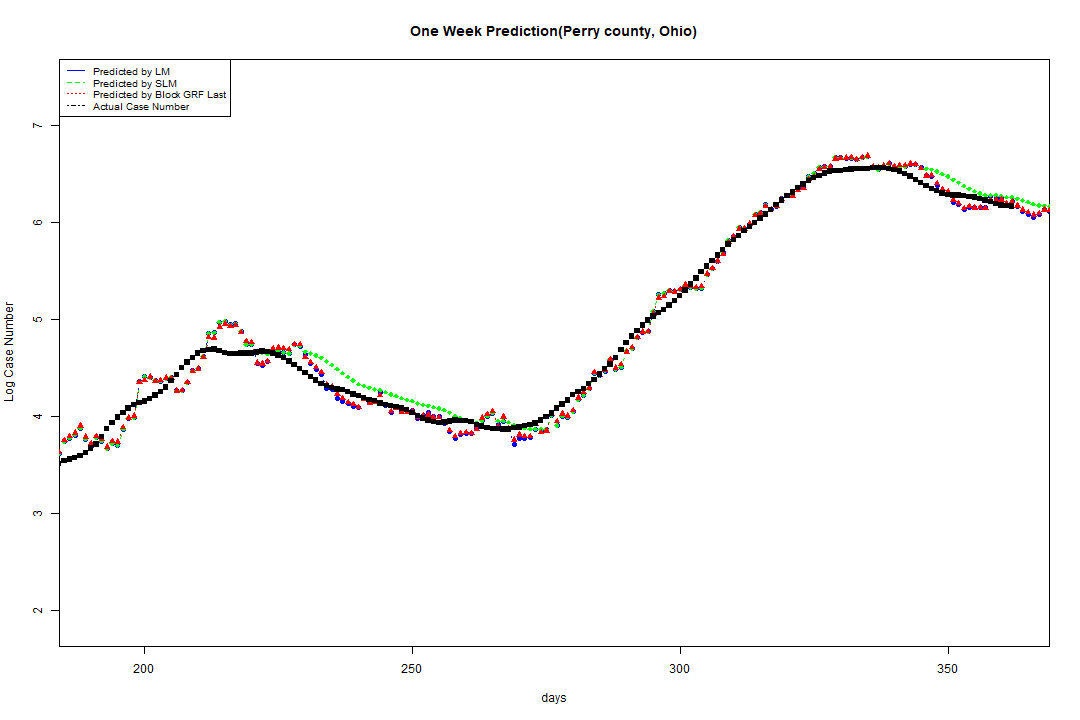 One Week Prediction(Perry county, Ohio)
Predicted by LM
Predicted by SLM
Predicted by Block GRF Last
Actual Case Number
7
6
5
4
3
2
Log Case Number
200 250 300 350
days